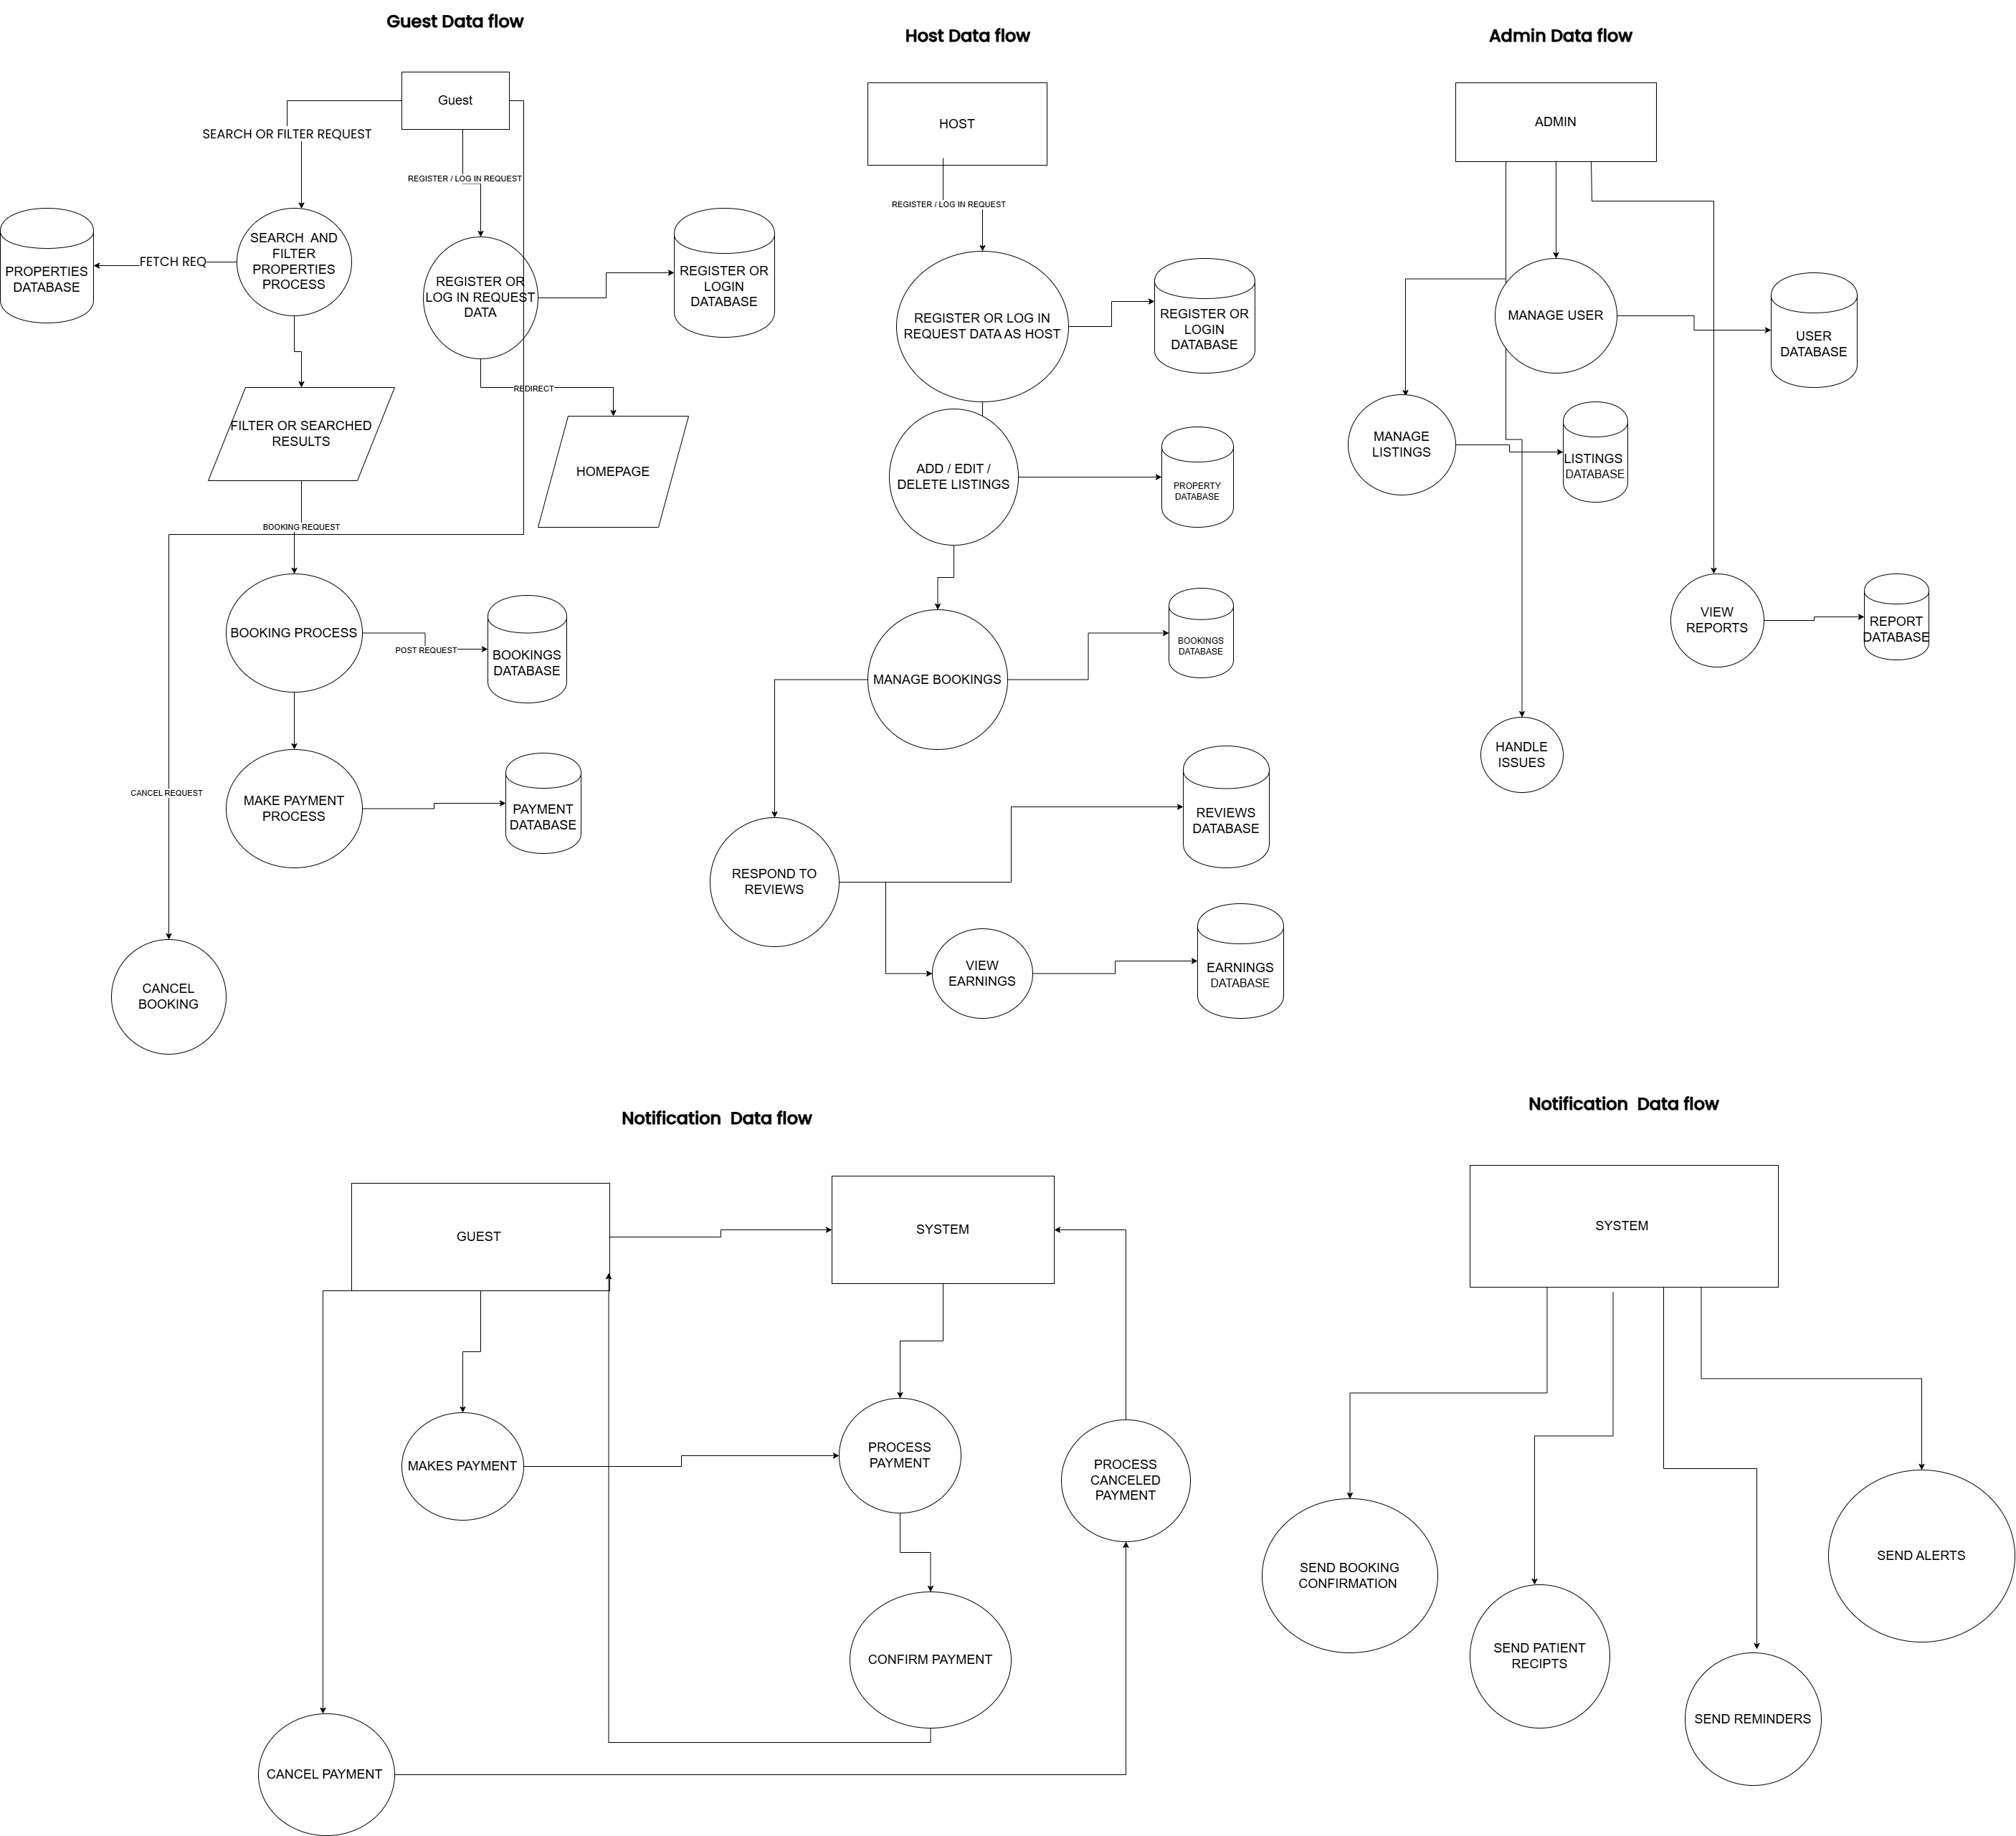 Guest Data flow
Guest
SEARCH OR FILTER REQUEST
REGISTER / LOG IN REQUEST
PROPERTIES
DATABASE
FETCH REQ
SEARCH AND
FILTER
PROPERTIES
PROCESS
REGISTER OR
LOG IN REQUEST
DATA
REGISTER OR
LOGIN
DATABASE
REDIRECT
FILTER OR SEARCHED
RESULTS
HOMEPAGE
BOOKING REQUEST
BOOKING PROCESS
POST REQUEST
BOOKINGS
DATABASE
CANCEL REQUEST
MAKE PAYMENT
PROCESS
PAYMENT
DATABASE
CANCEL
BOOKING
Host Data flow
HOST
REGISTER / LOG IN REQUEST
REGISTER OR LOG IN
REQUEST DATA AS HOST
REGISTER OR
LOGIN
DATABASE
ADD / EDIT /
DELETE LISTINGS
PROPERTY
DATABASE
MANAGE BOOKINGS
BOOKINGS
DATABASE
RESPOND TO
REVIEWS
REVIEWS
DATABASE
VIEW
EARNINGS
EARNINGS
DATABASE
Admin Data flow
ADMIN
MANAGE USER
USER
DATABASE
MANAGE
LISTINGS
LISTINGS
DATABASE
VIEW
REPORTS
REPORT
DATABASE
HANDLE
ISSUES
Notification  Data flow
GUEST
SYSTEM
MAKES PAYMENT
PROCESS
PAYMENT
PROCESS
CANCELED
PAYMENT
CONFIRM PAYMENT
CANCEL PAYMENT
Notification  Data flow
SYSTEM
SEND BOOKING
CONFIRMATION
SEND PATIENT
RECIPTS
SEND REMINDERS
SEND ALERTS